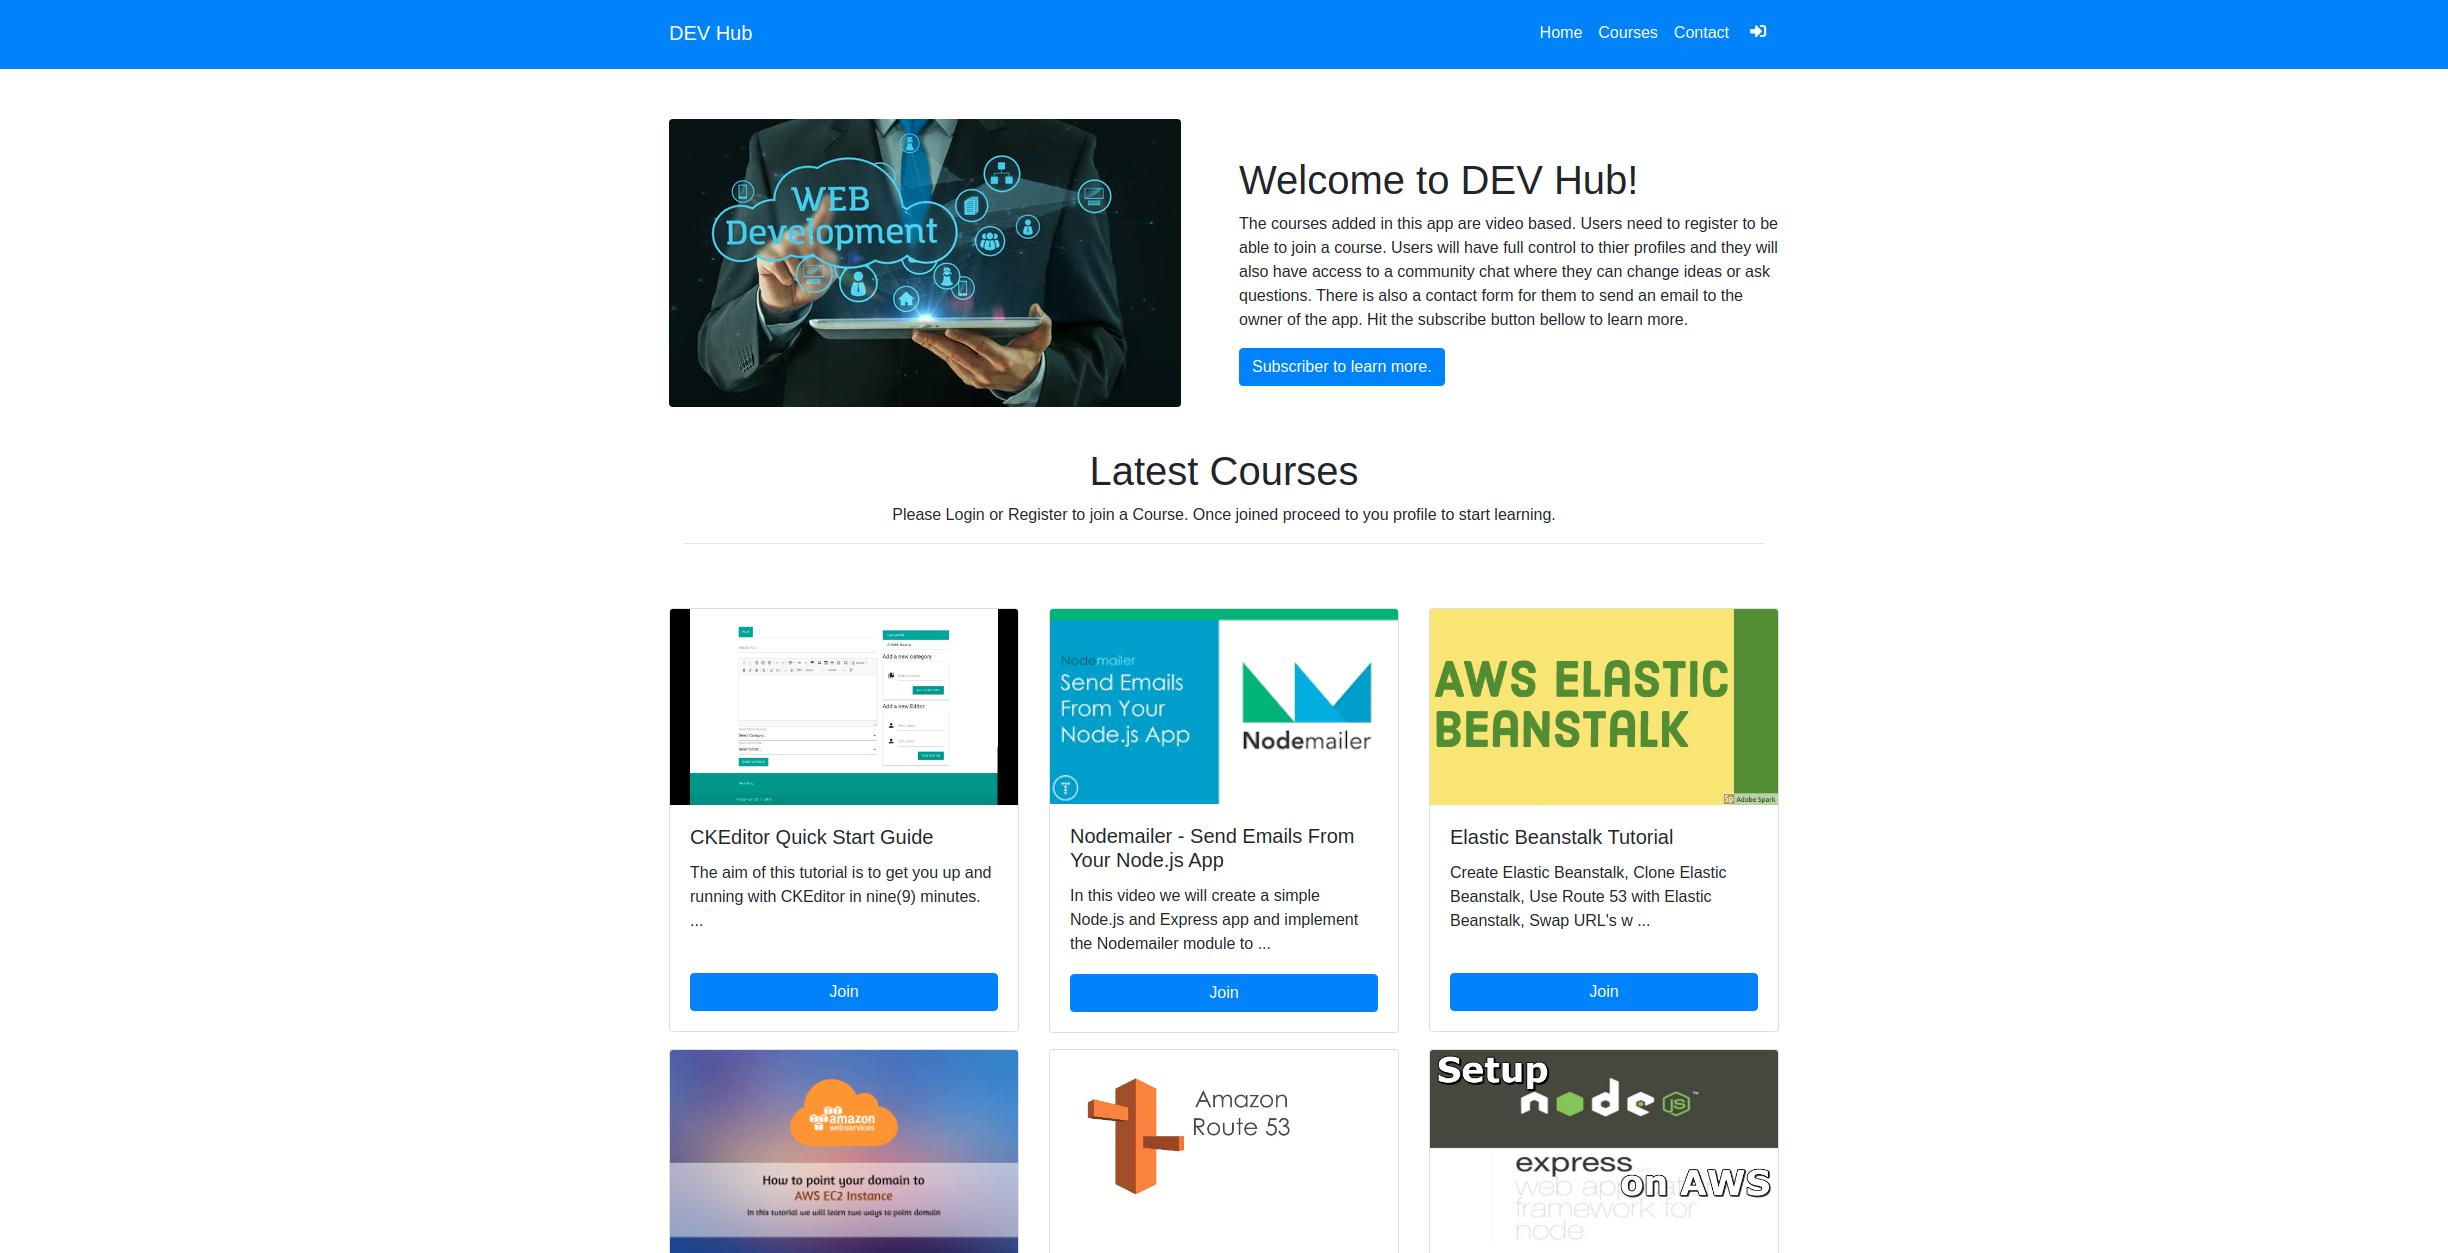 DEV Hub
Home Courses Contact
WEB
Development
Welcome to DEV Hub!
The courses added in this app are video based. Users need to register to be
able to join a course. Users will have full control to thier profiles and they will
also have access to a community chat where they can change ideas or ask
questions. There is also a contact form for them to send an email to the
owner of the app. Hit the subscribe button bellow to learn more.
Subscriber to learn more.
Latest Courses
Please Login or Register to join a Course. Once joined proceed to you profile to start learning.
Add a new category
Add a new Editor
CKEditor Quick Start Guide
The aim of this tutorial is to get you up and
running with CKEditor in nine(9) minutes.
...
Join
Nodemailer
Send Emails
From Your
Node.js App
Nodemailer
Nodemailer - Send Emails From
Your Node.js App
In this video we will create a simple
Node.js and Express app and implement
the Nodemailer module to ...
Join
AWS ELASTIC
BEANSTALK
Sp Adobe Spark
Elastic Beanstalk Tutorial
Create Elastic Beanstalk, Clone Elastic
Beanstalk, Use Route 53 with Elastic
Beanstalk, Swap URL's w ...
Join
amazon
webservices
How to point your domain to
AWS EC2 Instance
In this tutorial we will learn two ways to point domain
Amazon
Route 53
Setup
node JS ™
express
on AWS
web app
framework for
node